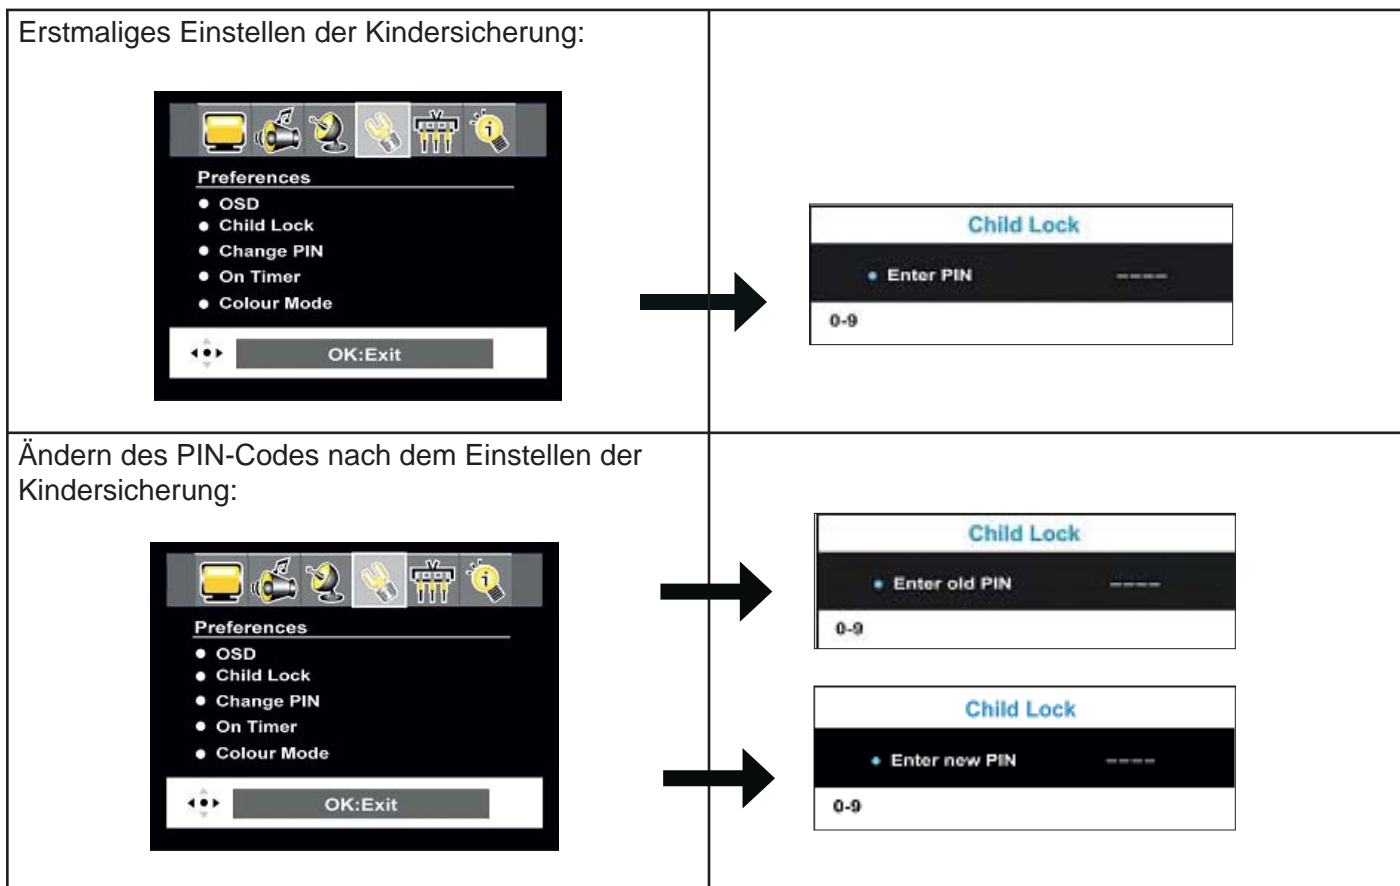 Erstmaliges Einstellen der Kindersicherung:
Preferences
OSD
Child Lock
Change PIN
On Timer
Colour Mode
OK:Exit
Child Lock
Enter PIN ----
0-9
Ändern des PIN-Codes nach dem Einstellen der
Kindersicherung:
Preferences
OSD
Child Lock
Change PIN
On Timer
Colour Mode
OK:Exit
Child Lock
Enter old PIN ----
0-9
Child Lock
Enter new PIN ----
0-9